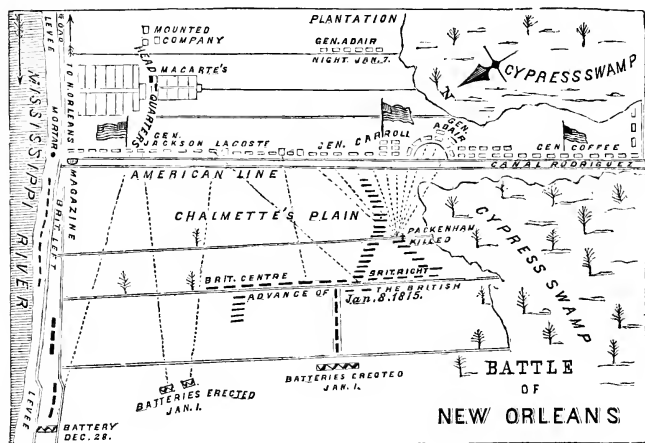 MOUNTED
COMPANY
PLANTATION
GEN. ADAIR
NIGHT. JAN. 7.
CYPRESS SWAMP
N
LEVEE
ROAD
TO N. ORLEANS
HEAD QUARTERS
MACARTE'S
MISSISSIPPI RIVER
MORTAR
GEN.
JACKSON
LACOSTE
GEN. CARROLL
GEN.
ADAIR
GEN COFFEE
CANAL RODRIGUEZ
AMERICAN LINE
MAGAZINE
BRIT. LEFT
CHALMETTE'S PLAIN
PACKENHAM
KILLED
CYPRESS SWAMP
BRIT. CENTRE
BRIT. RIGHT
ADVANCE OF THE BRITISH
Jan. 8. 1815.
BATTERIES ERECTED
JAN. 1.
BATTERIES ERECTED
JAN. 1.
LEVEE
BATTERY
DEC. 28.
BATTLE
OF
NEW ORLEANS